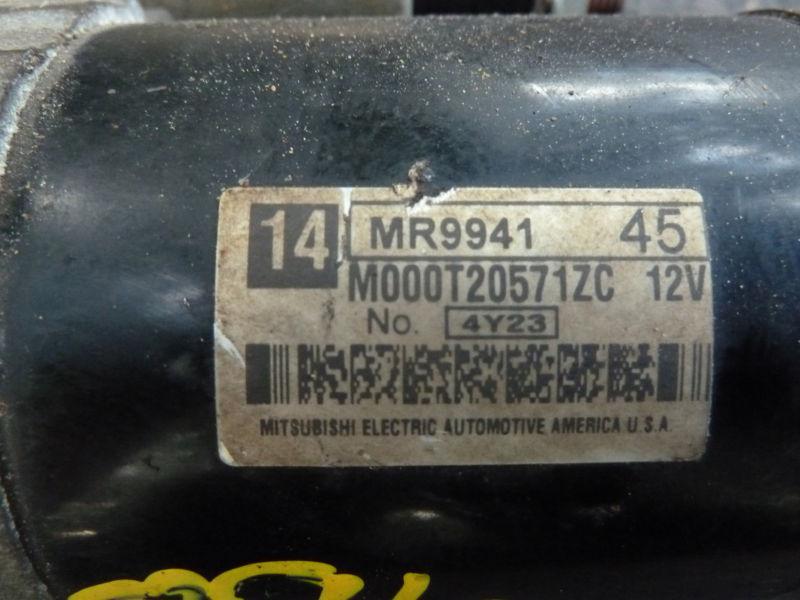 14 MR9941 45
M000T20571ZC 12V
No. 4Y23
MITSUBISHI ELECTRIC AUTOMOTIVE AMERICA U.S.A.